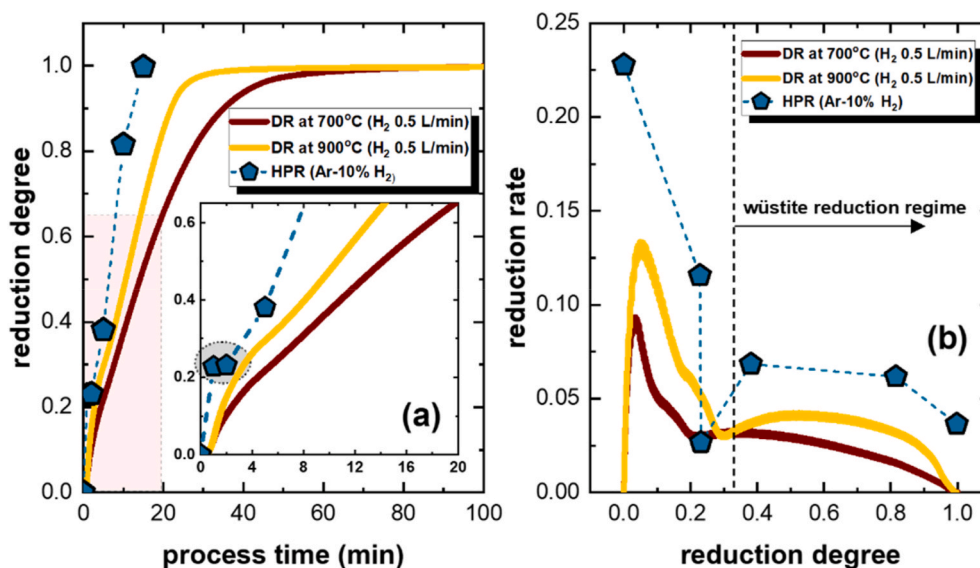 reduction degree
1.0
0.8
0.6
0.4
0.2
0.0
DR at 700°C (H₂ 0.5 L/min)
DR at 900°C (H₂ 0.5 L/min)
HPR (Ar-10% H₂)
0.6
0.4
0.2
0.0
0 4 8 12 16 20
(a)
0 20 40 60 80 100
process time (min)
reduction rate
0.25
0.20
0.15
0.10
0.05
0.00
DR at 700°C (H₂ 0.5 L/min)
DR at 900°C (H₂ 0.5 L/min)
HPR (Ar-10% H₂)
wüstite reduction regime
(b)
0.0 0.2 0.4 0.6 0.8 1.0
reduction degree